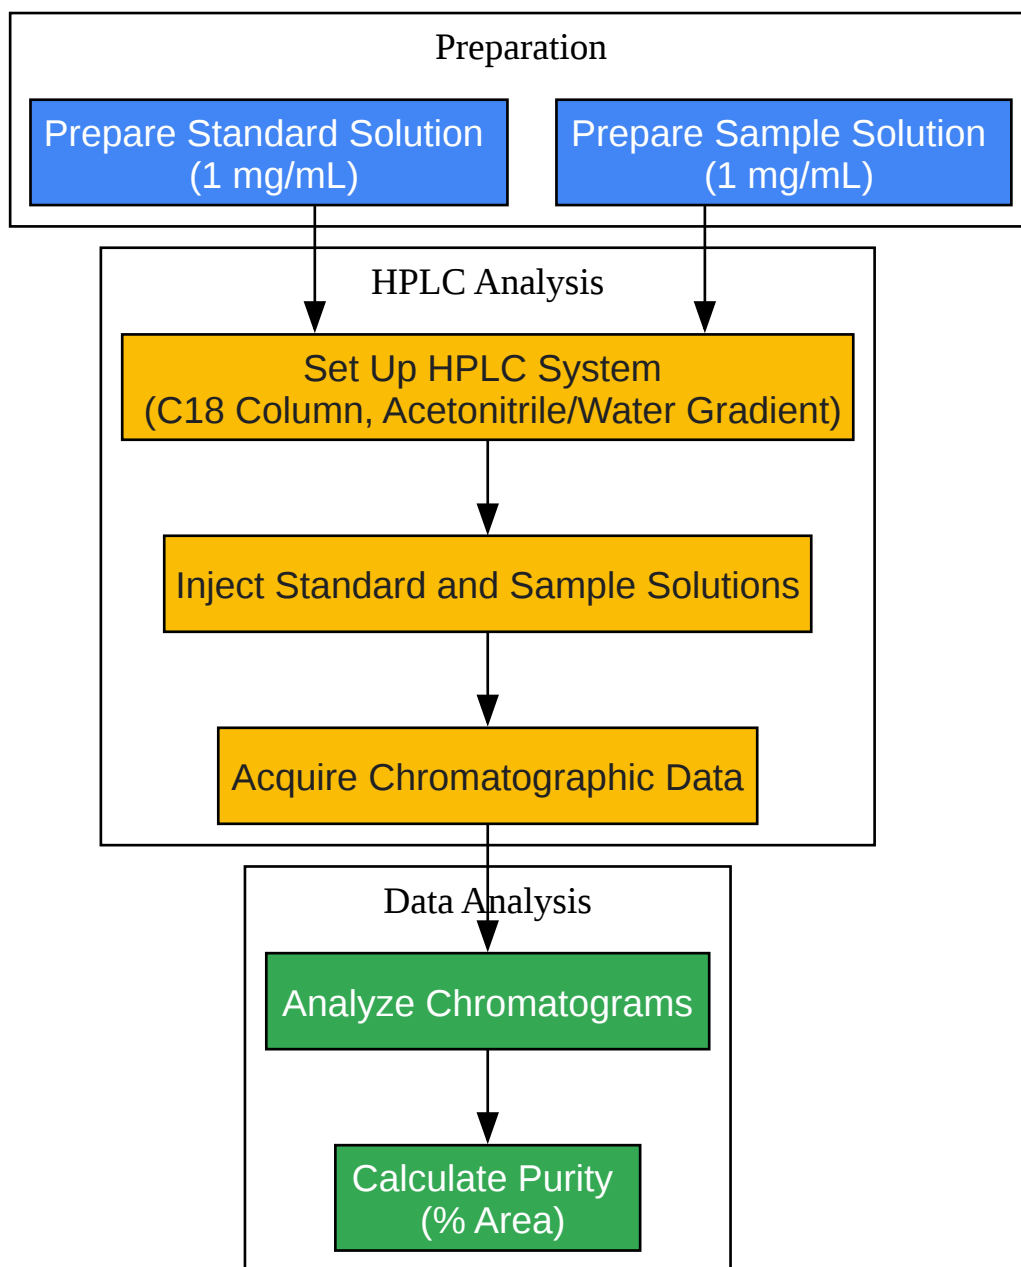 Preparation
Prepare Standard Solution
(1 mg/mL)
Prepare Sample Solution
(1 mg/mL)
HPLC Analysis
Set Up HPLC System
(C18 Column, Acetonitrile/Water Gradient)
Inject Standard and Sample Solutions
Acquire Chromatographic Data
Data Analysis
Analyze Chromatograms
Calculate Purity
(% Area)